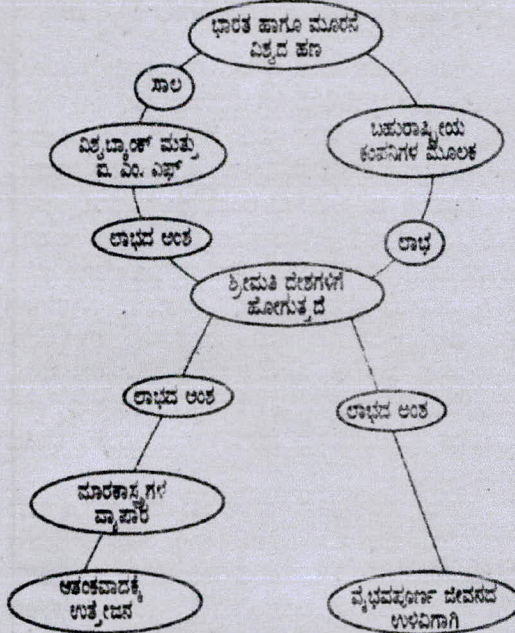 ಭಾರತ ಹಾಗೂ ಮೂರನೆ
ವಿಶ್ವದ ಹಣ
ಸಾಲ
ವಿಶ್ವಬ್ಯಾಂಕ್ ಮತ್ತು
ಐ. ಎಂ. ಎಫ್
ಬಹುರಾಷ್ಟ್ರೀಯ
ಕಂಪನಿಗಳ ಮೂಲಕ
ಲಾಭದ ಅಂಶ
ಲಾಭ
ಶ್ರೀಮತಿ ದೇಶಗಳಿಗೆ
ಹೋಗುತ್ತದೆ
ಲಾಭದ ಅಂಶ
ಲಾಭದ ಅಂಶ
ಮಾರಕಾಸ್ತ್ರಗಳ
ವ್ಯಾಪಾರ
ಆತಂಕವಾದಕ್ಕೆ
ಉತ್ತೇಜನ
ವೈಭವಪೂರ್ಣ ಜೀವನದ
ಉಳಿವಿಗಾಗಿ